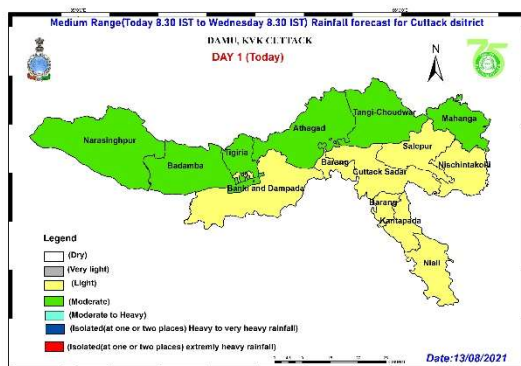 Medium Range(Today 8.30 IST to Wednesday 8.30 IST) Rainfall forecast for Cuttack dsitrict
DAMU, KVK CUTTACK
DAY 1 (Today)
N
75
Narasinghpur
Badamba
Tigiria
Athagad
Tangi-Choudwar
Mahanga
Banki and Dampada
Barang
Salepur
Cuttack Sadar
Nischintakoili
Barang
Kantapada
Niali
Legend
(Dry)
(Very light)
(Light)
(Moderate)
(Moderate to Heavy)
(Isolated(at one or two places) Heavy to very heavy rainfall)
(Isolated(at one or two places) extremely heavy rainfall)
Date:13/08/2021